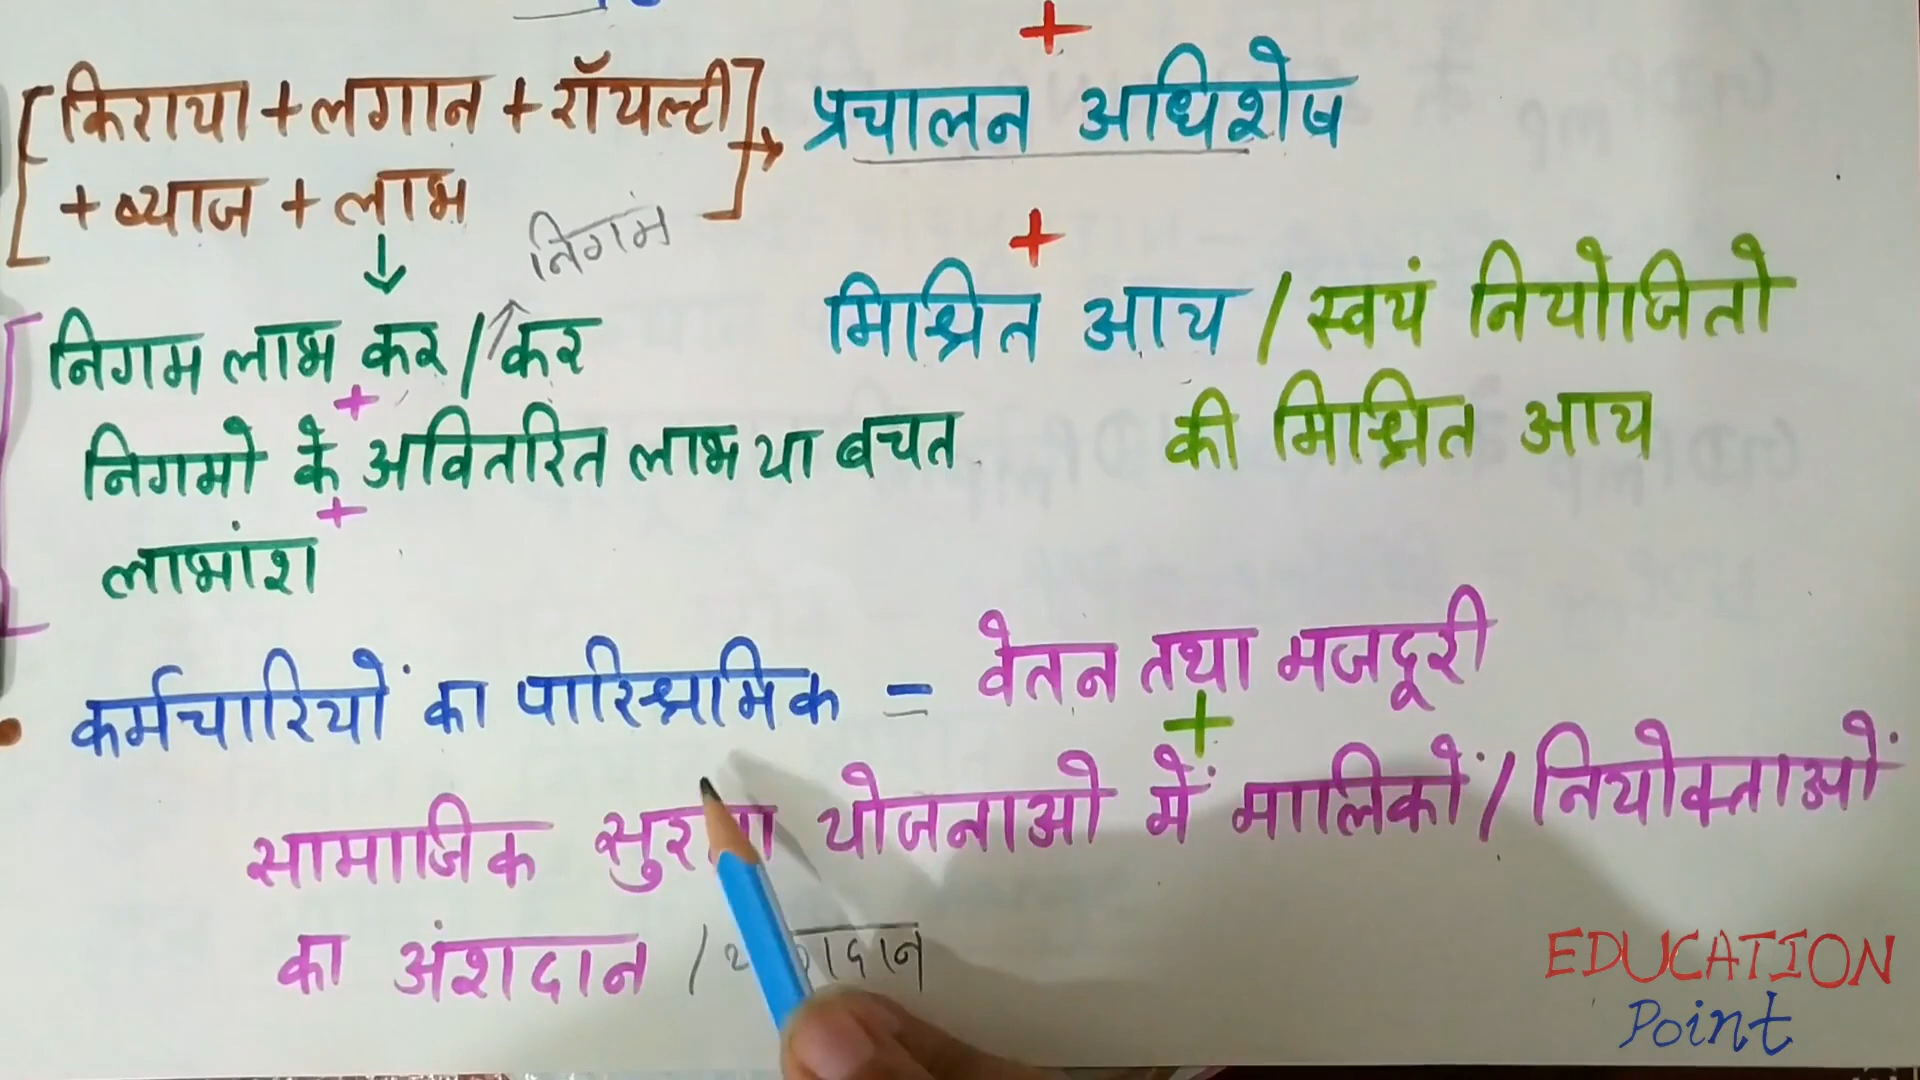 +
[किराया + लगान + रॉयल्टी
+ ब्याज + लाभ] → प्रचालन अधिशेष
+
निगम
निगम लाभ कर / कर
मिश्रित आय / स्वयं नियोजितो
की मिश्रित आय
+
निगमो के अवितरित लाभ या बचत
+
लाभांश
कर्मचारियों का पारिश्रमिक = वेतन तथा मजदूरी
+
सामाजिक योजनाओ में मालिकों / नियोक्ताओं
का अंशदान /
EDUCATION
Point